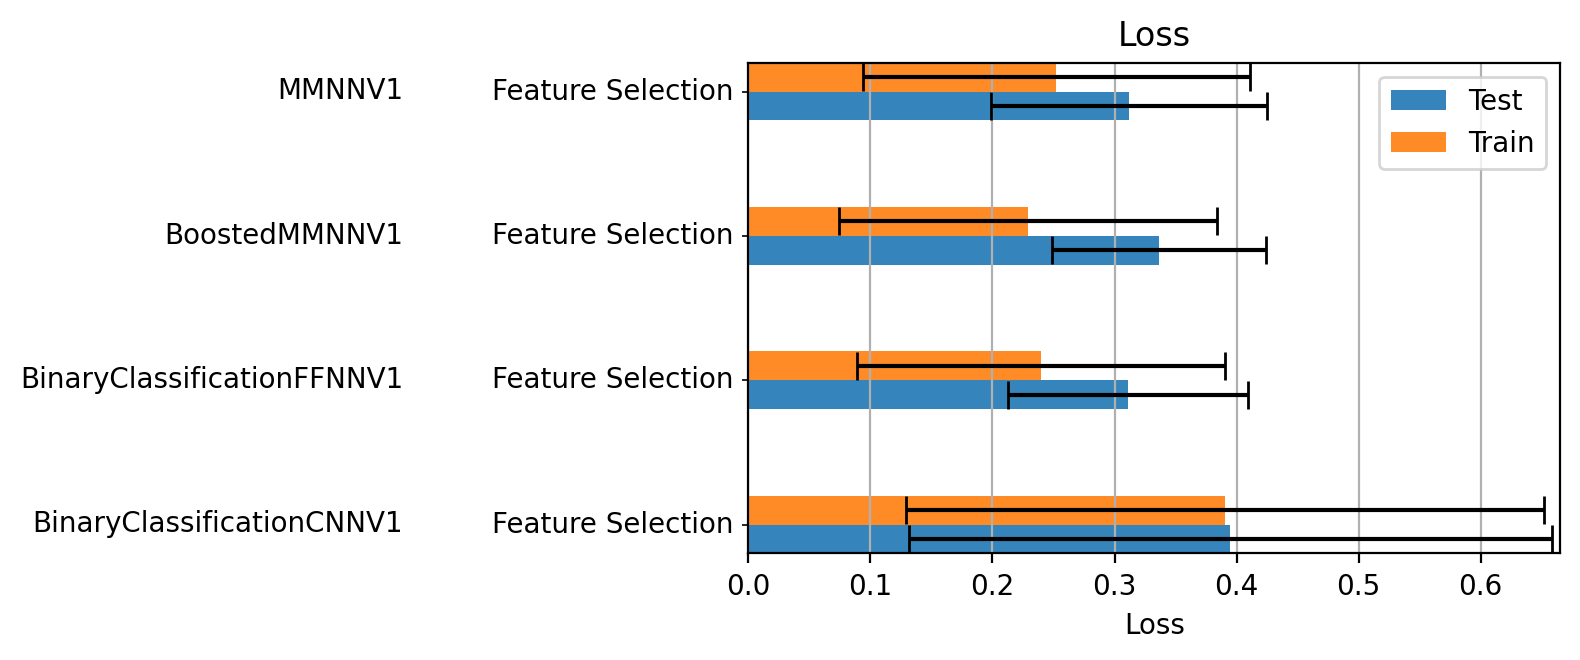 Loss
MMNNV1 Feature Selection
BoostedMMNNV1 Feature Selection
BinaryClassificationFFNNV1 Feature Selection
BinaryClassificationCNNV1 Feature Selection
Test
Train
0.0 0.1 0.2 0.3 0.4 0.5 0.6
Loss